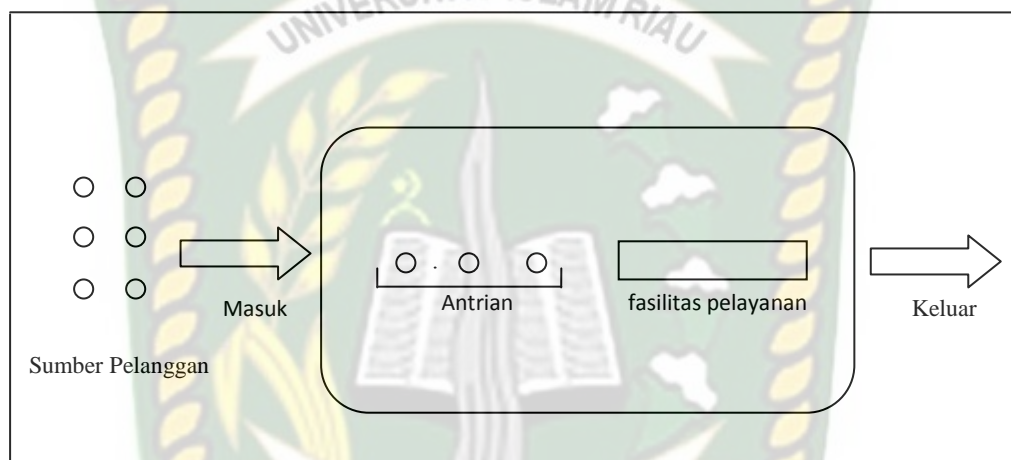 UNIVERSITAS ISLAM RIAU
Masuk
Antrian
fasilitas pelayanan
Keluar
Sumber Pelanggan